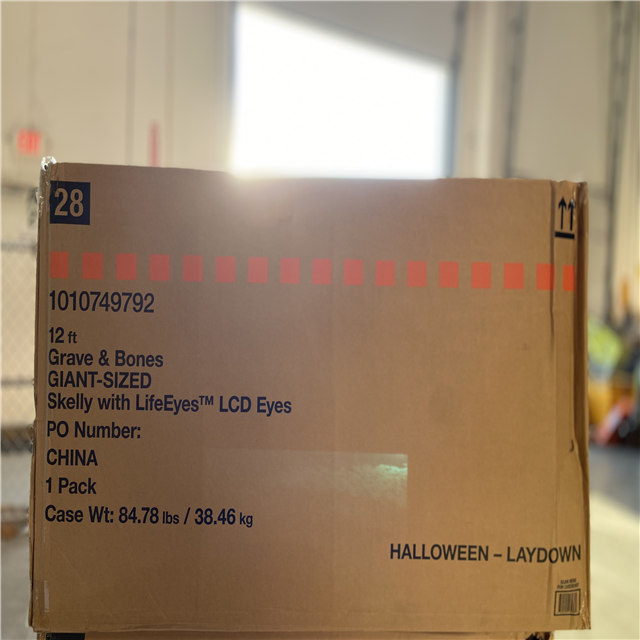 28
1010749792
12 ft
Grave & Bones
GIANT-SIZED
Skelly with LifeEyes™ LCD Eyes
PO Number:
CHINA
1 Pack
Case Wt: 84.78 lbs / 38.46 kg
HALLOWEEN – LAYDOWN